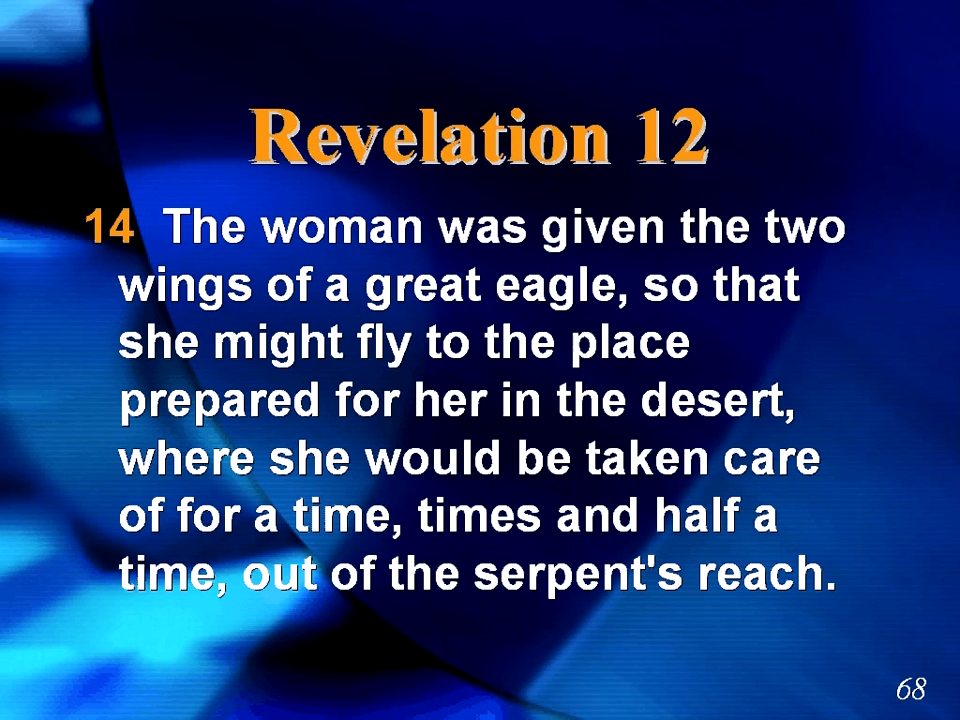 Revelation 12
14 The woman was given the two
wings of a great eagle, so that
she might fly to the place
prepared for her in the desert,
where she would be taken care
of for a time, times and half a
time, out of the serpent's reach.
68